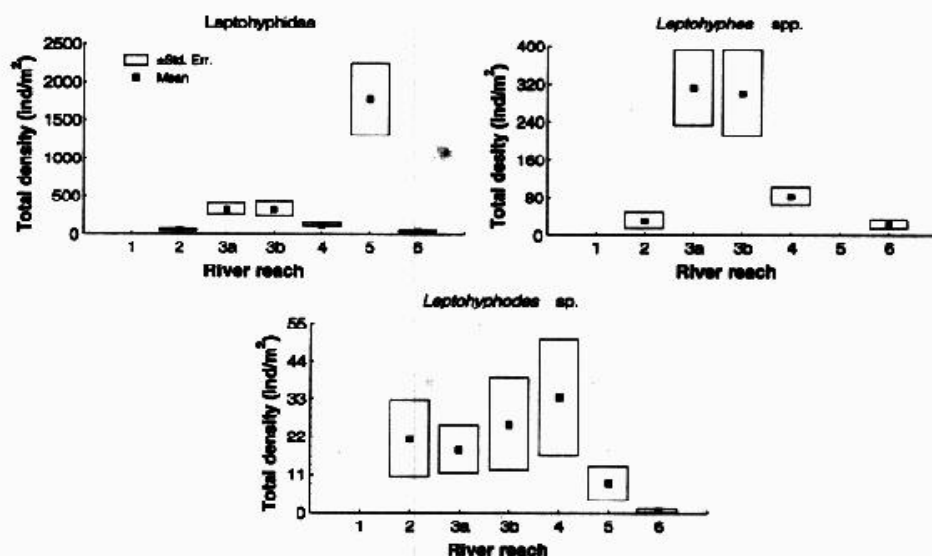 Leptohyphidae
Total density (ind/m²)
2500
2000
1500
1000
500
0
±Std. Err.
Mean
1 2 3a 3b 4 5 6
River reach
Leptohyphes spp.
Total desity (ind/m²)
400
320
240
160
80
0
1 2 3a 3b 4 5 6
River reach
Leptohyphodes sp.
Total density (ind/m²)
55
44
33
22
11
0
1 2 3a 3b 4 5 6
River reach